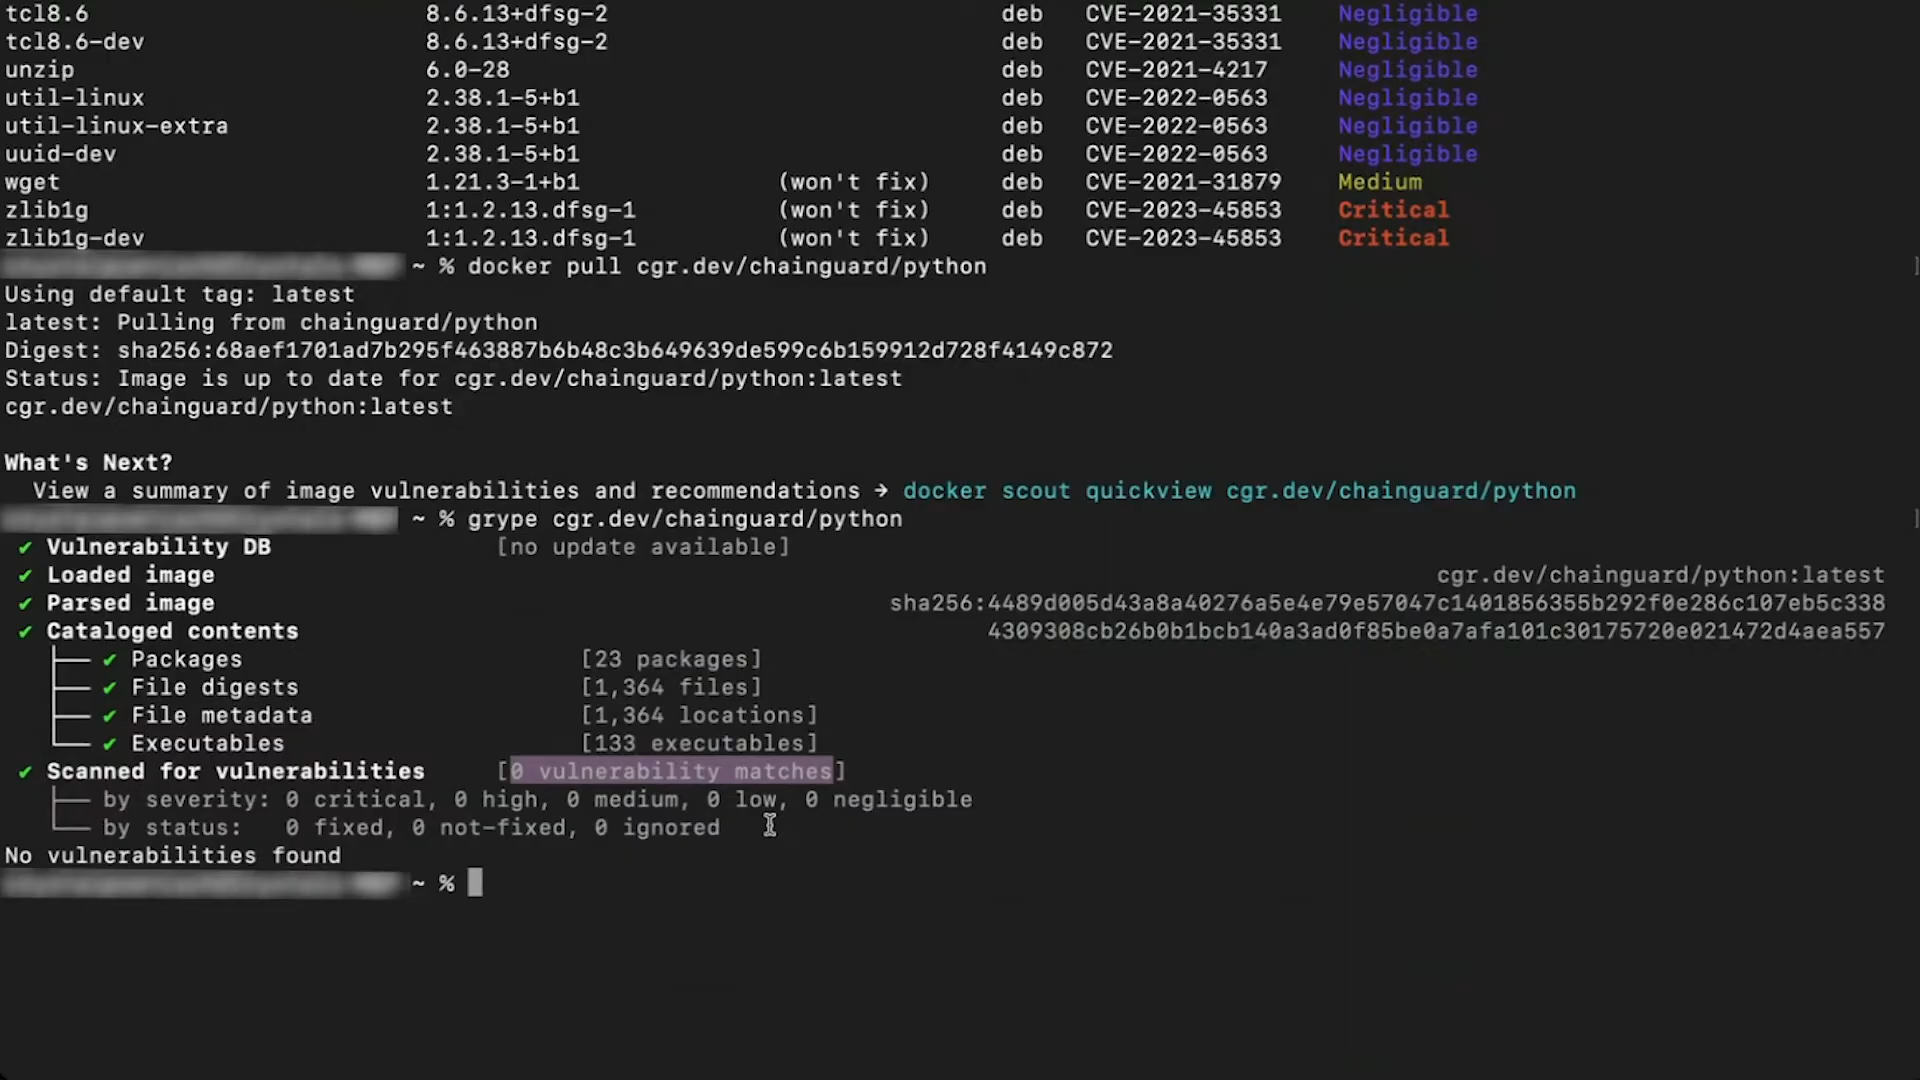 tcl8.6 8.6.13+dfsg-2 deb CVE-2021-35331 Negligible
tcl8.6-dev 8.6.13+dfsg-2 deb CVE-2021-35331 Negligible
unzip 6.0-28 deb CVE-2021-4217 Negligible
util-linux 2.38.1-5+b1 deb CVE-2022-0563 Negligible
util-linux-extra 2.38.1-5+b1 deb CVE-2022-0563 Negligible
uuid-dev 2.38.1-5+b1 deb CVE-2022-0563 Negligible
wget 1.21.3-1+b1 (won't fix) deb CVE-2021-31879 Medium
zlib1g 1:1.2.13.dfsg-1 (won't fix) deb CVE-2023-45853 Critical
zlib1g-dev 1:1.2.13.dfsg-1 (won't fix) deb CVE-2023-45853 Critical
~ % docker pull cgr.dev/chainguard/python
Using default tag: latest
latest: Pulling from chainguard/python
Digest: sha256:68aef1701ad7b295f463887b6b48c3b649639de599c6b159912d728f4149c872
Status: Image is up to date for cgr.dev/chainguard/python:latest
cgr.dev/chainguard/python:latest
What's Next?
View a summary of image vulnerabilities and recommendations → docker scout quickview cgr.dev/chainguard/python
~ % grype cgr.dev/chainguard/python
✔ Vulnerability DB [no update available]
✔ Loaded image cgr.dev/chainguard/python:latest
✔ Parsed image sha256:4489d005d43a8a40276a5e4e79e57047c1401856355b292f0e286c107eb5c338
✔ Cataloged contents 4309308cb26b0b1bcb140a3ad0f85be0a7afa101c30175720e021472d4aea557
├── ✔ Packages [23 packages]
├── ✔ File digests [1,364 files]
├── ✔ File metadata [1,364 locations]
└── ✔ Executables [133 executables]
✔ Scanned for vulnerabilities [0 vulnerability matches]
├── by severity: 0 critical, 0 high, 0 medium, 0 low, 0 negligible
└── by status: 0 fixed, 0 not-fixed, 0 ignored
No vulnerabilities found
~ %